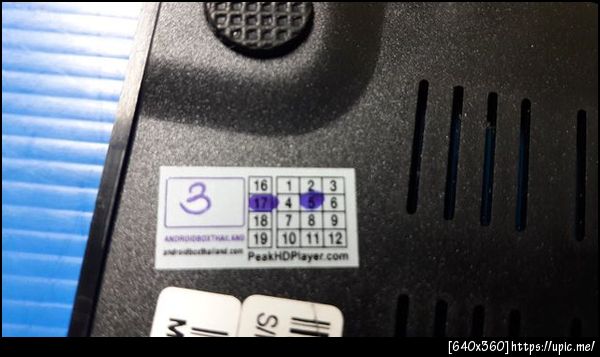 3
16 1 2 3
17 4 5 6
18 7 8 9
19 10 11 12
ANDROIDBOXTHAILAND
androidboxthailand.com
PeakHDPlayer.com
M
S/
[640x360]https://upic.me/